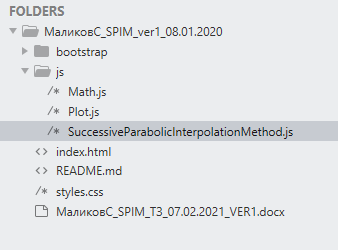 FOLDERS
МаликовС_SPIM_ver1_08.01.2020
bootstrap
js
/* Math.js
/* Plot.js
/* SuccessiveParabolicInterpolationMethod.js
<> index.html
<> README.md
/* styles.css
МаликовС_SPIM_ТЗ_07.02.2021_VER1.docx